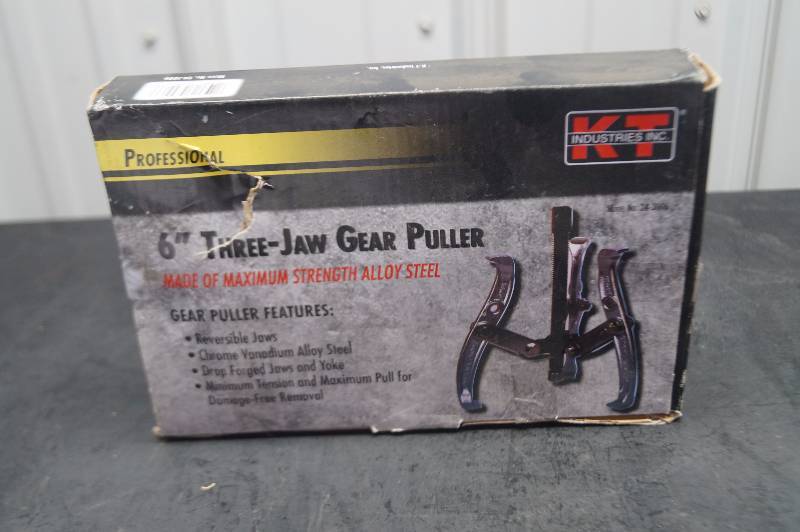 PROFESSIONAL
KT
INDUSTRIES INC.
6" THREE-JAW GEAR PULLER
MADE OF MAXIMUM STRENGTH ALLOY STEEL
GEAR PULLER FEATURES:
• Reversible Jaws
• Chrome Vanadium Alloy Steel
• Drop Forged Jaws and Yoke
• Minimum Tension and Maximum Pull for
Damage-Free Removal